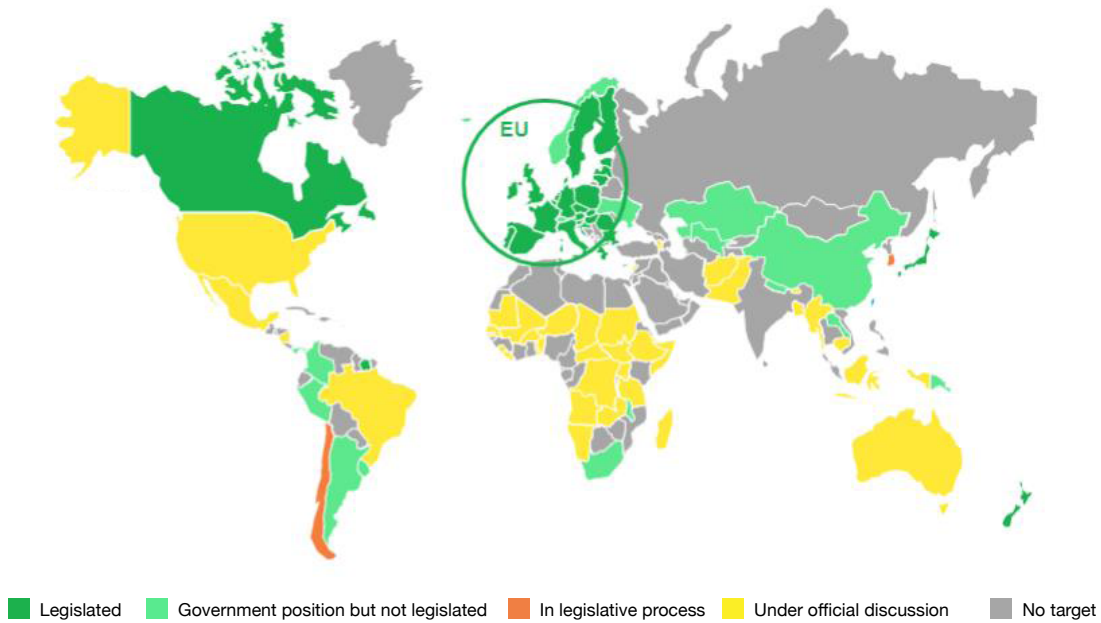 EU
Legislated
Government position but not legislated
In legislative process
Under official discussion
No target